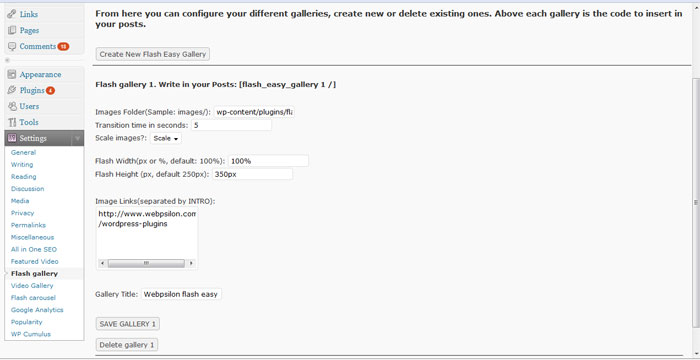 Links
Pages
Comments 18
Appearance
Plugins 4
Users
Tools
Settings
General
Writing
Reading
Discussion
Media
Privacy
Permalinks
Miscellaneous
All in One SEO
Featured Video
Flash gallery
Video Gallery
Flash carousel
Google Analytics
Popularity
WP Cumulus
From here you can configure your different galleries, create new or delete existing ones. Above each gallery is the code to insert in
your posts.
Create New Flash Easy Gallery
Flash gallery 1. Write in your Posts: [flash_easy_gallery 1 /]
Images Folder(Sample: images/): wp-content/plugins/fla
Transition time in seconds: 5
Scale images?: Scale
Flash Width(px or %, default: 100%): 100%
Flash Height (px, default 250px): 350px
Image Links(separated by INTRO):
http://www.webpsilon.com
/wordpress-plugins
Gallery Title: Webpsilon flash easy
SAVE GALLERY 1
Delete gallery 1